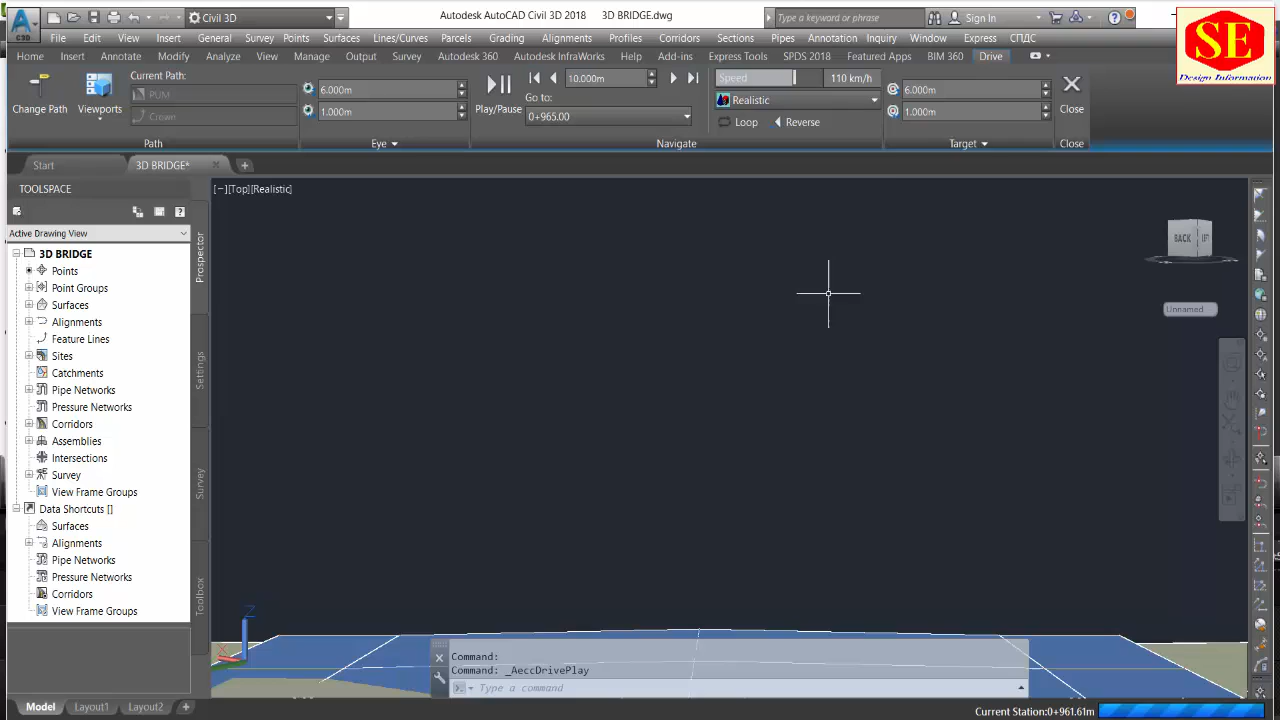 Civil 3D
Autodesk AutoCAD Civil 3D 2018 3D BRIDGE.dwg
Type a keyword or phrase
Sign In
SE
Design Information
File Edit View Insert General Survey Points Surfaces Lines/Curves Parcels Grading Alignments Profiles Corridors Sections Pipes Annotation Inquiry Window Express СПДС
Home Insert Annotate Modify Analyze View Manage Output Survey Autodesk 360 InfraWorks Help Add-ins Express Tools SPDS 2018 Featured Apps BIM 360 Drive
Change Path
Viewports
Current Path:
PUM
Crown
Path
6.000m
1.000m
Eye
Play/Pause
10.000m
Go to:
0+965.00
Speed 110 km/h
Realistic
Loop Reverse
Navigate
6.000m
1.000m
Target
Close
Close
Start 3D BRIDGE*
TOOLSPACE
Active Drawing View
3D BRIDGE
Points
Point Groups
Surfaces
Alignments
Feature Lines
Sites
Catchments
Pipe Networks
Pressure Networks
Corridors
Assemblies
Intersections
Survey
View Frame Groups
Data Shortcuts []
Surfaces
Alignments
Pipe Networks
Pressure Networks
Corridors
View Frame Groups
Prospector
Settings
Survey
Toolbox
[−][Top][Realistic]
BACK
Unnamed
Z
X
Command:
Command: _AeccDrivePlay
Type a command
Model Layout1 Layout2 +
Current Station:0+961.61m